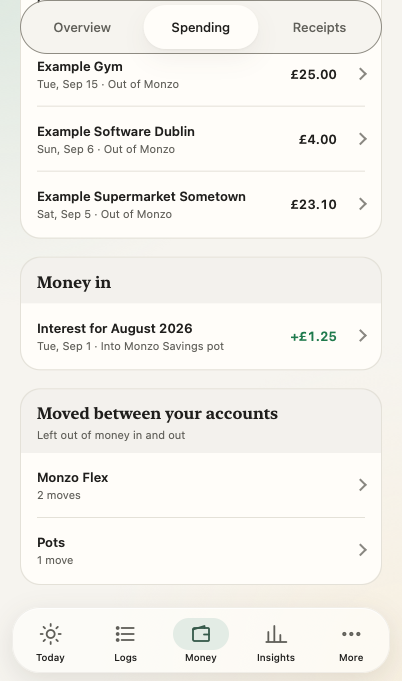 Overview
Spending
Receipts
Example Gym
Tue, Sep 15 · Out of Monzo
£25.00
Example Software Dublin
Sun, Sep 6 · Out of Monzo
£4.00
Example Supermarket Sometown
Sat, Sep 5 · Out of Monzo
£23.10
Money in
Interest for August 2026
Tue, Sep 1 · Into Monzo Savings pot
+£1.25
Moved between your accounts
Left out of money in and out
Monzo Flex
2 moves
Pots
1 move
Today
Logs
Money
Insights
More